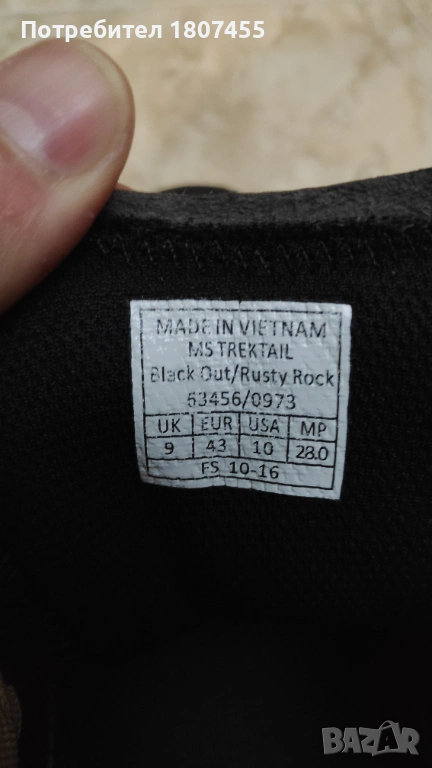 Потребител 1807455
MADE IN VIETNAM
MS TREKTAIL
Black Out/Rusty Rock
63456/0973
UK EUR USA MP
9 43 10 28.0
FS 10-16
BAZAR